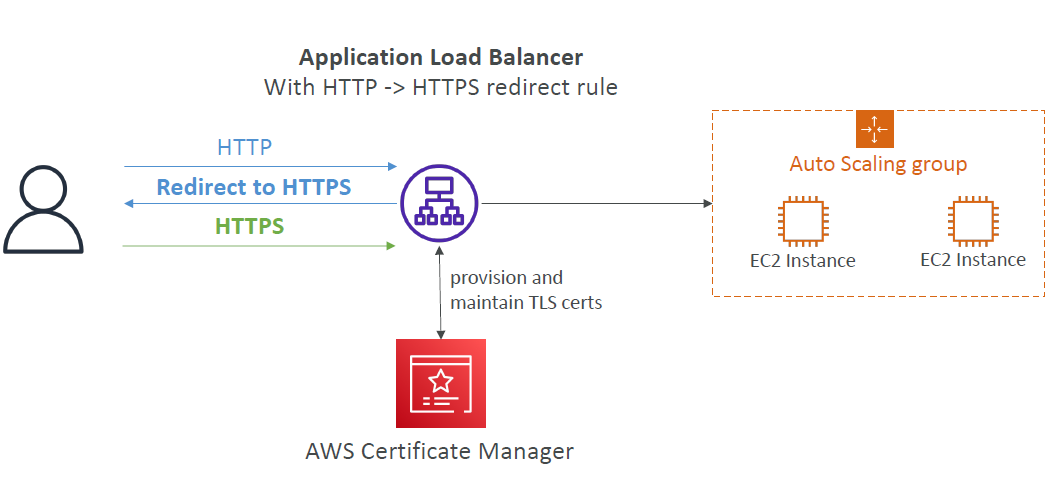 Application Load Balancer
With HTTP -> HTTPS redirect rule
HTTP
Redirect to HTTPS
HTTPS
Auto Scaling group
EC2 Instance
EC2 Instance
provision and
maintain TLS certs
AWS Certificate Manager